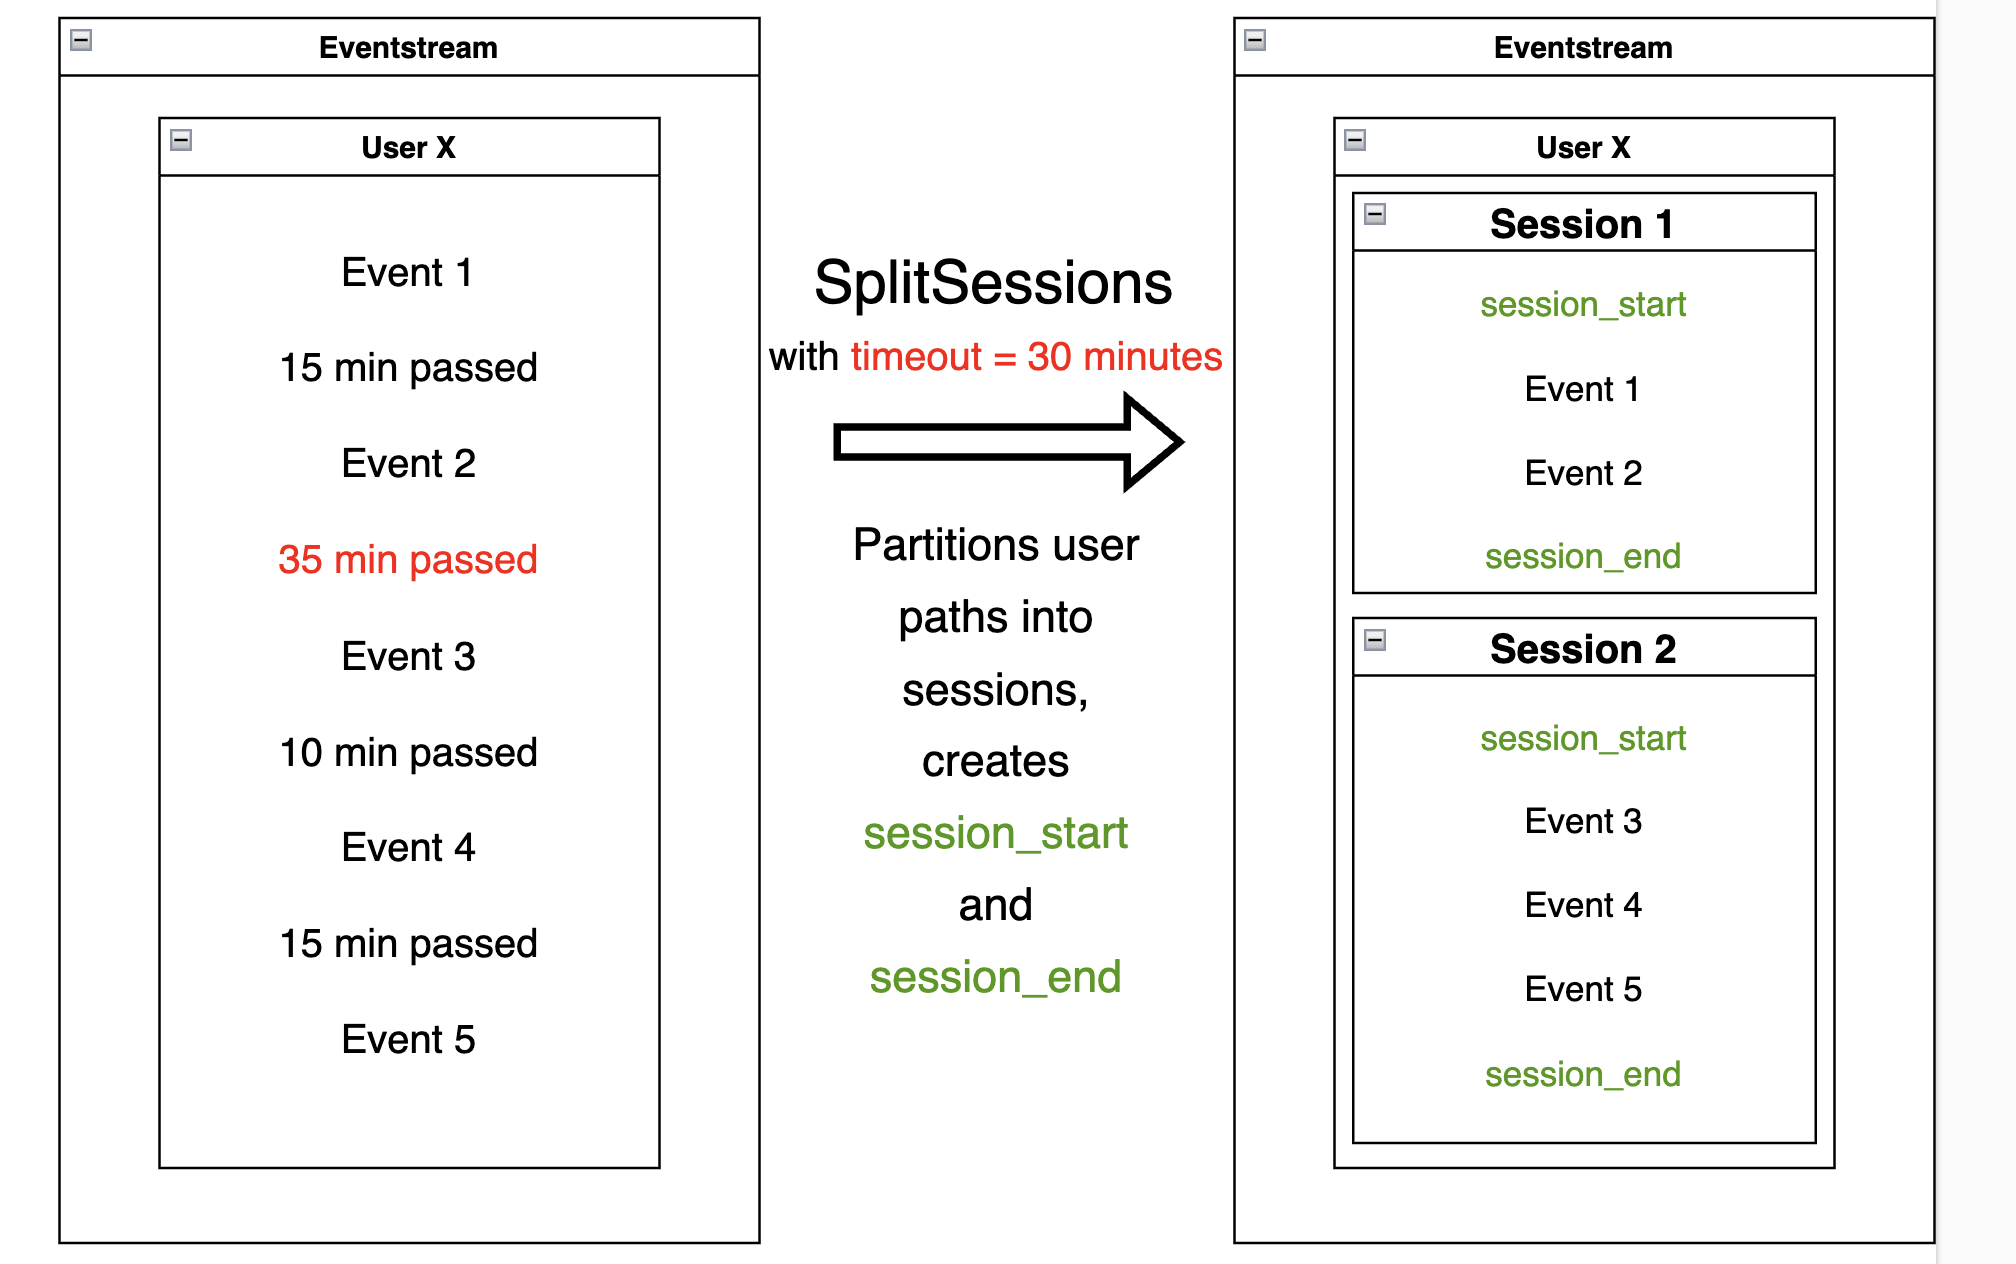 Eventstream
User X
Event 1
15 min passed
Event 2
35 min passed
Event 3
10 min passed
Event 4
15 min passed
Event 5
SplitSessions
with timeout = 30 minutes
Partitions user
paths into
sessions,
creates
session_start
and
session_end
Eventstream
User X
Session 1
session_start
Event 1
Event 2
session_end
Session 2
session_start
Event 3
Event 4
Event 5
session_end